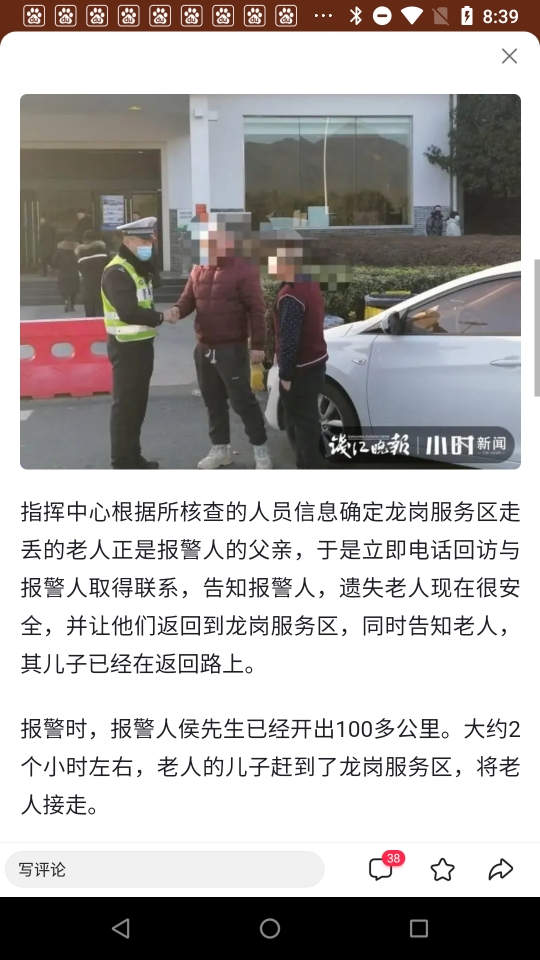 8:39
钱江晚报 | 小时新闻
指挥中心根据所核查的人员信息确定龙岗服务区走
丢的老人正是报警人的父亲，于是立即电话回访与
报警人取得联系，告知报警人，遗失老人现在很安
全，并让他们返回到龙岗服务区，同时告知老人，
其儿子已经在返回路上。
报警时，报警人侯先生已经开出100多公里。大约2
个小时左右，老人的儿子赶到了龙岗服务区，将老
人接走。
写评论
38